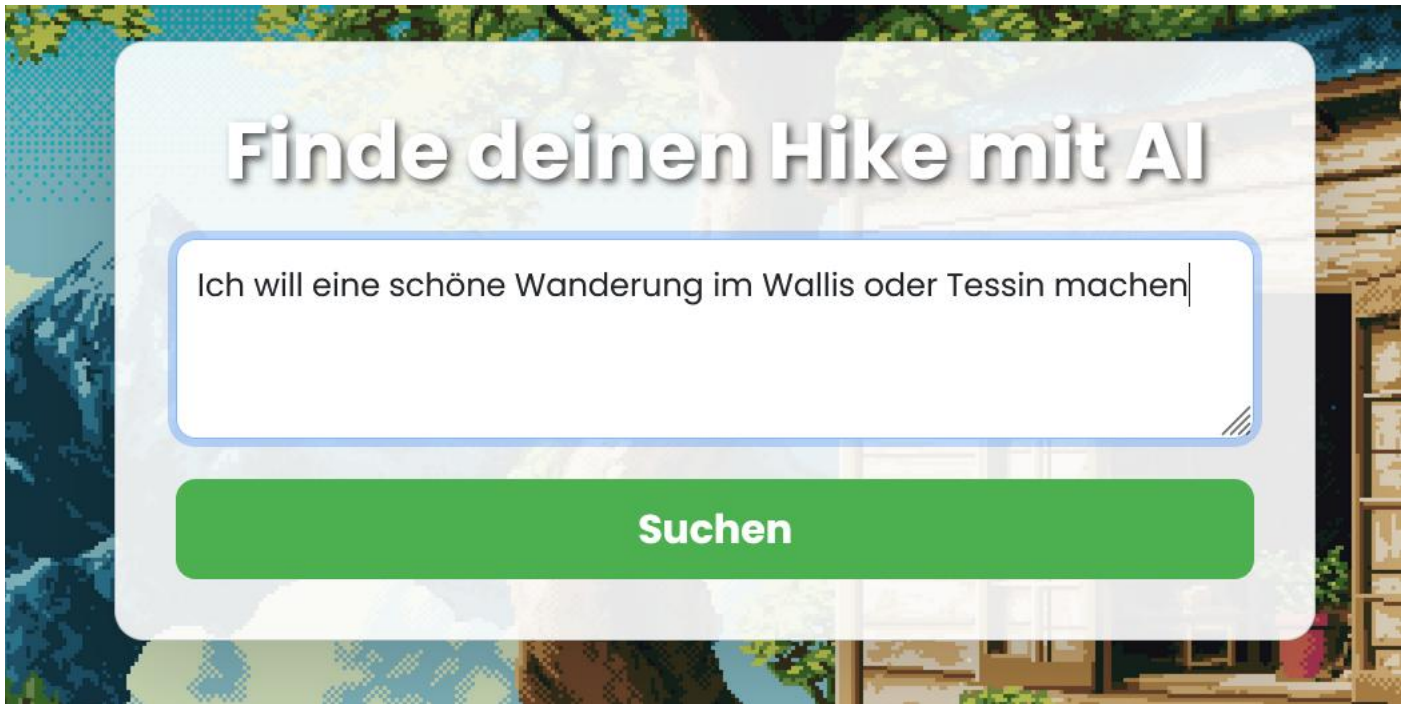 Finde deinen Hike mit AI
Ich will eine schöne Wanderung im Wallis oder Tessin machen
Suchen